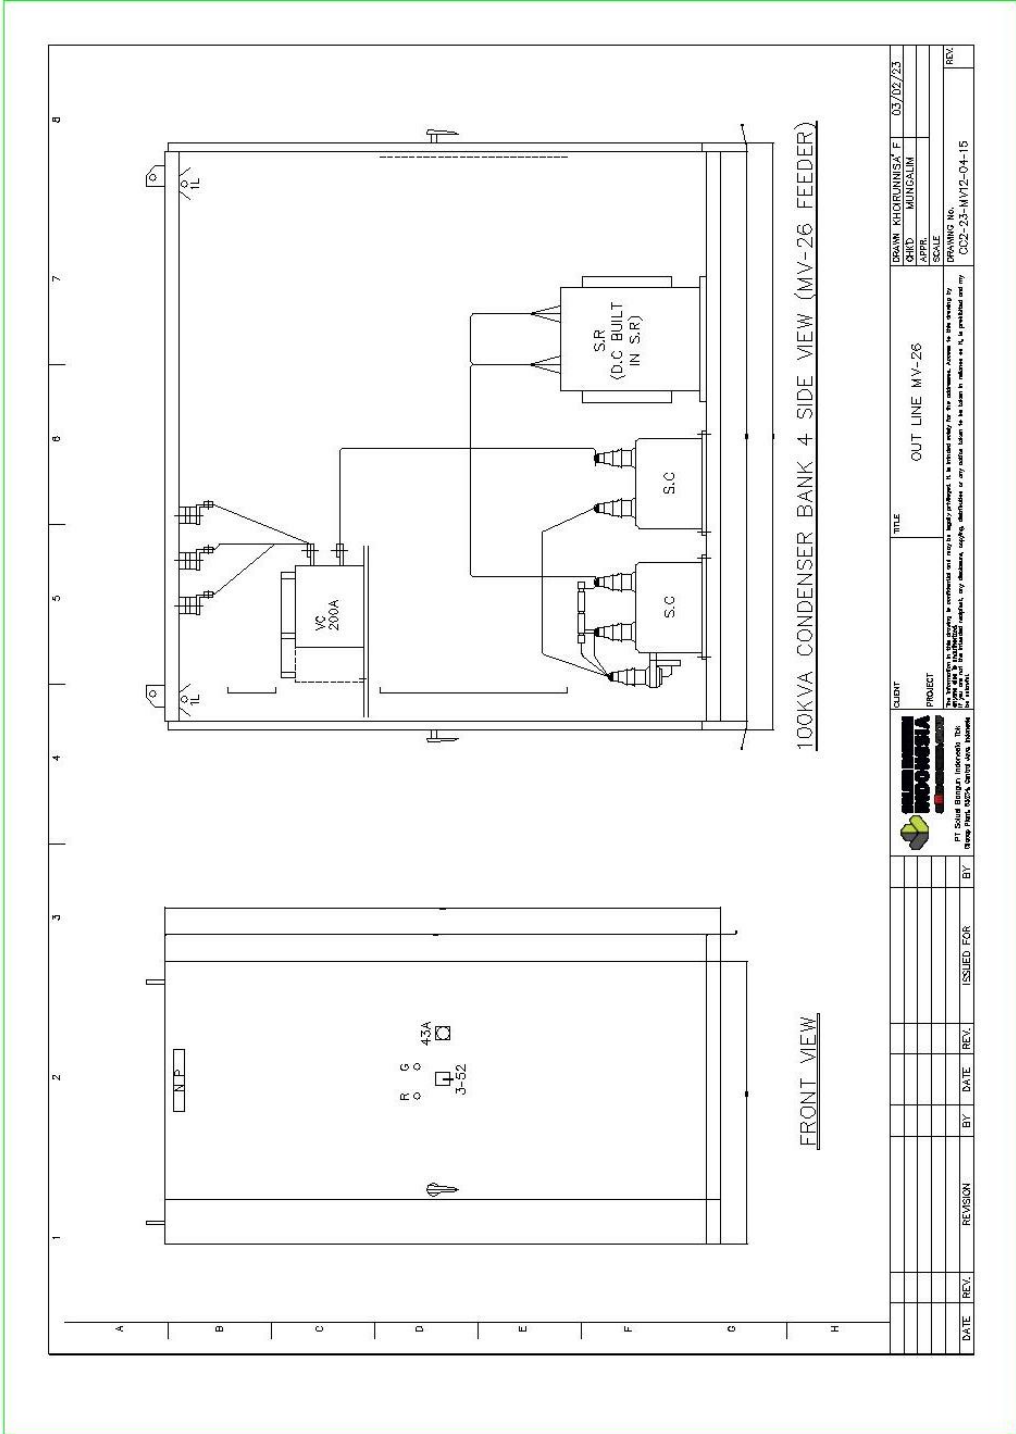 1
2
3
4
5
6
7
8
A
B
C
D
E
F
G
H
N P
R
G
43A
3-52
FRONT VIEW
1L
1L
VC
200A
S.C
S.C
S.R
(D.C BUILT
IN S.R)
100KVA CONDENSER BANK 4 SIDE VIEW (MV-26 FEEDER)
DATE
REV.
REVISION
BY
DATE
REV.
ISSUED FOR
BY
SOLUSI BANGUN
INDONESIA
PT Solusi Bangun Indonesia Tbk
CLIENT
PROJECT
TITLE
OUT LINE MV-26
DRAWN KHOIRUNNISA' F
03/02/23
CHK'D MUNGALIM
APPR.
SCALE
DRAWING No.
CC2-23-MV12-04-15
REV.